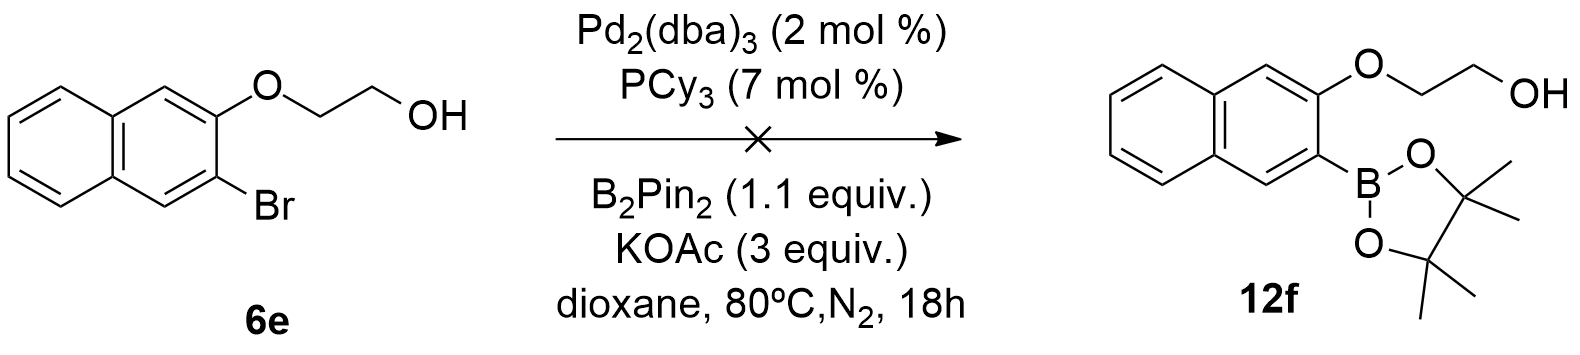 Pd2(dba)3 (2 mol %)
PCy3 (7 mol %)
B2Pin2 (1.1 equiv.)
KOAc (3 equiv.)
dioxane, 80ºC,N2, 18h
O
OH
Br
6e
O
OH
B
O
O
12f